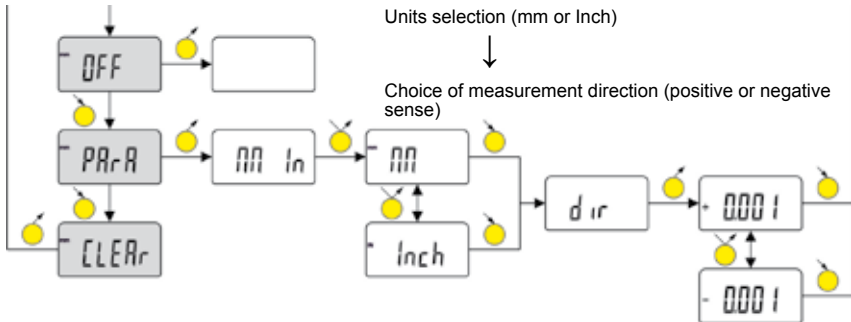 Units selection (mm or Inch)
Choice of measurement direction (positive or negative
sense)
OFF
PArA
MM In
MM
Inch
CLEAr
dir
+ 0.001
- 0.001